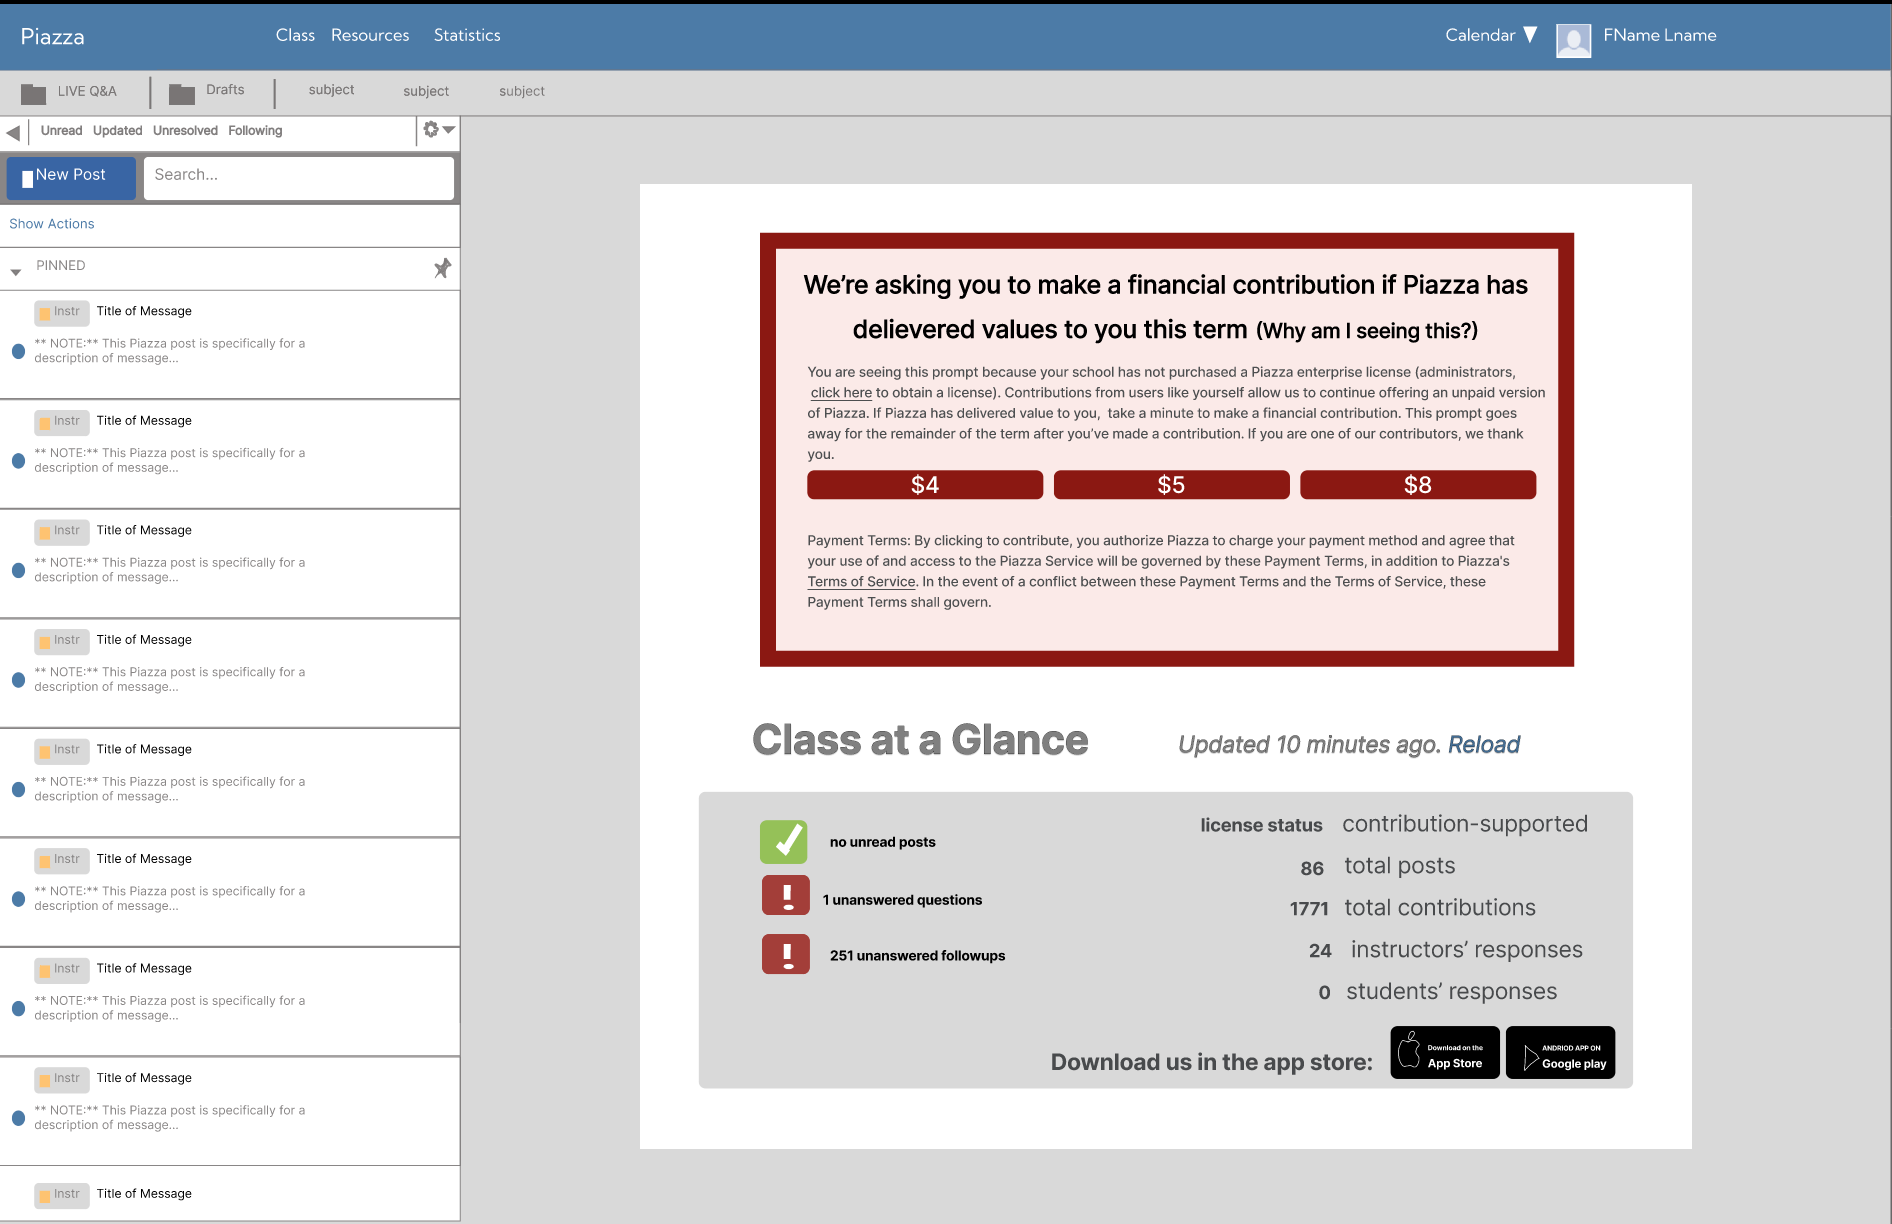 Piazza
Class Resources Statistics
Calendar FName Lname
LIVE Q&A Drafts subject subject subject
Unread Updated Unresolved Following
New Post Search...
Show Actions
PINNED
Instr Title of Message
** NOTE:** This Piazza post is specifically for a
description of message...
Instr Title of Message
** NOTE:** This Piazza post is specifically for a
description of message...
Instr Title of Message
** NOTE:** This Piazza post is specifically for a
description of message...
Instr Title of Message
** NOTE:** This Piazza post is specifically for a
description of message...
Instr Title of Message
** NOTE:** This Piazza post is specifically for a
description of message...
Instr Title of Message
** NOTE:** This Piazza post is specifically for a
description of message...
Instr Title of Message
** NOTE:** This Piazza post is specifically for a
description of message...
Instr Title of Message
** NOTE:** This Piazza post is specifically for a
description of message...
Instr Title of Message
We're asking you to make a financial contribution if Piazza has
delievered values to you this term (Why am I seeing this?)
You are seeing this prompt because your school has not purchased a Piazza enterprise license (administrators,
click here to obtain a license). Contributions from users like yourself allow us to continue offering an unpaid version
of Piazza. If Piazza has delivered value to you, take a minute to make a financial contribution. This prompt goes
away for the remainder of the term after you've made a contribution. If you are one of our contributors, we thank
you.
$4 $5 $8
Payment Terms: By clicking to contribute, you authorize Piazza to charge your payment method and agree that
your use of and access to the Piazza Service will be governed by these Payment Terms, in addition to Piazza's
Terms of Service. In the event of a conflict between these Payment Terms and the Terms of Service, these
Payment Terms shall govern.
Class at a Glance Updated 10 minutes ago. Reload
no unread posts
1 unanswered questions
251 unanswered followups
license status contribution-supported
86 total posts
1771 total contributions
24 instructors' responses
0 students' responses
Download us in the app store:
Download on the
App Store
ANDRIOD APP ON
Google play